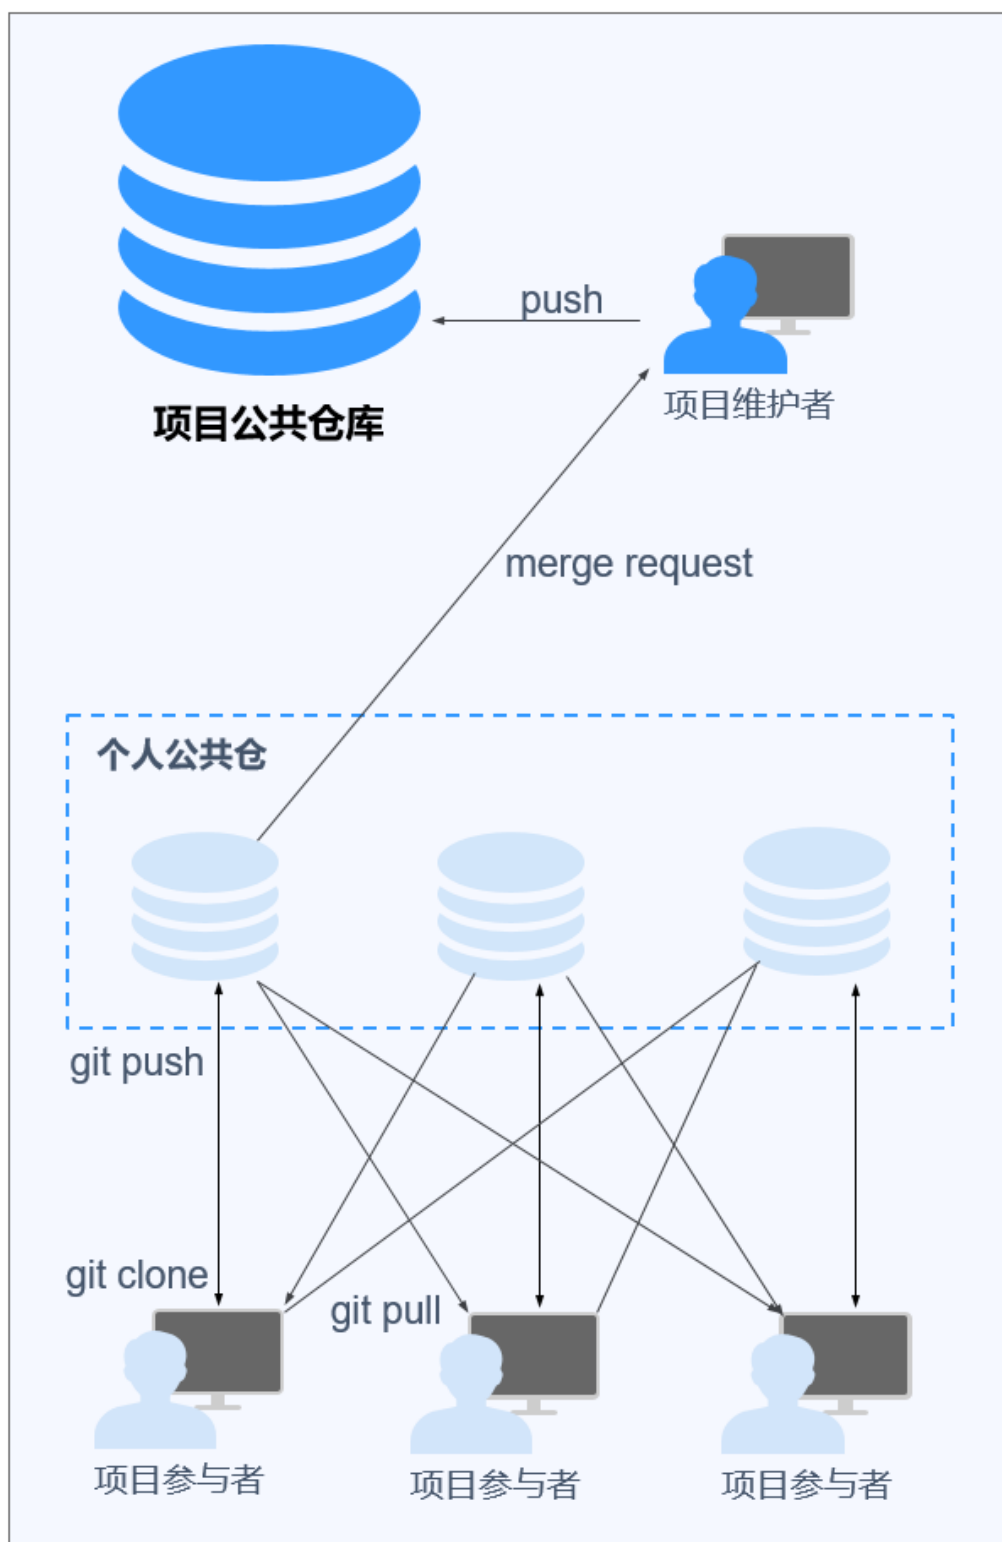 push
项目公共仓库
项目维护者
merge request
个人公共仓
git push
git clone
git pull
项目参与者
项目参与者
项目参与者